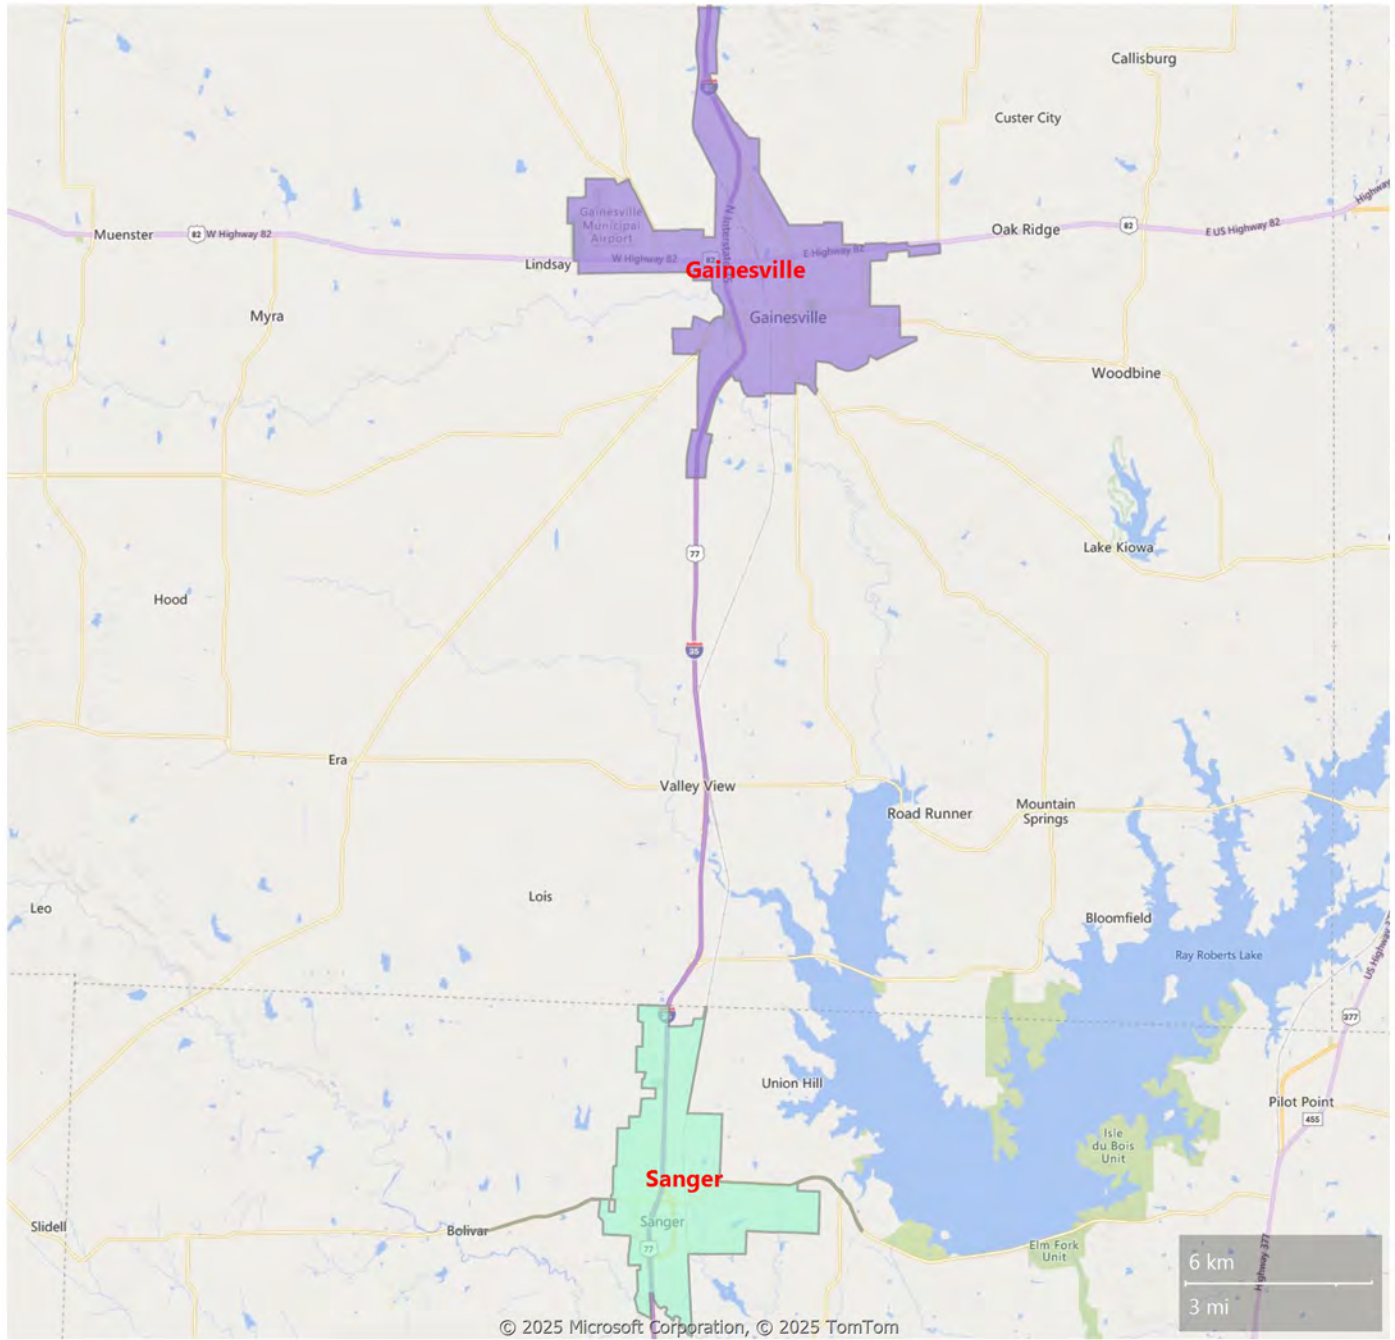 Callisburg
Custer City
Highway
Gainesville
Municipal
Airport
N Interstate 35
Muenster
82
W Highway 82
Oak Ridge
82
E US Highway 82
E Highway 82
Lindsay
W Highway 82
82
Gainesville
Myra
Gainesville
Woodbine
Lake Kiowa
77
Hood
35
Era
Valley View
Road Runner
Mountain
Springs
Lois
Leo
Bloomfield
Ray Roberts Lake
US Highway
377
Union Hill
Pilot Point
455
Isle
du Bois
Unit
Sanger
Sanger
Slidell
Bolivar
77
Elm Fork
Unit
Highway 377
6 km
3 mi
© 2025 Microsoft Corporation, © 2025 TomTom